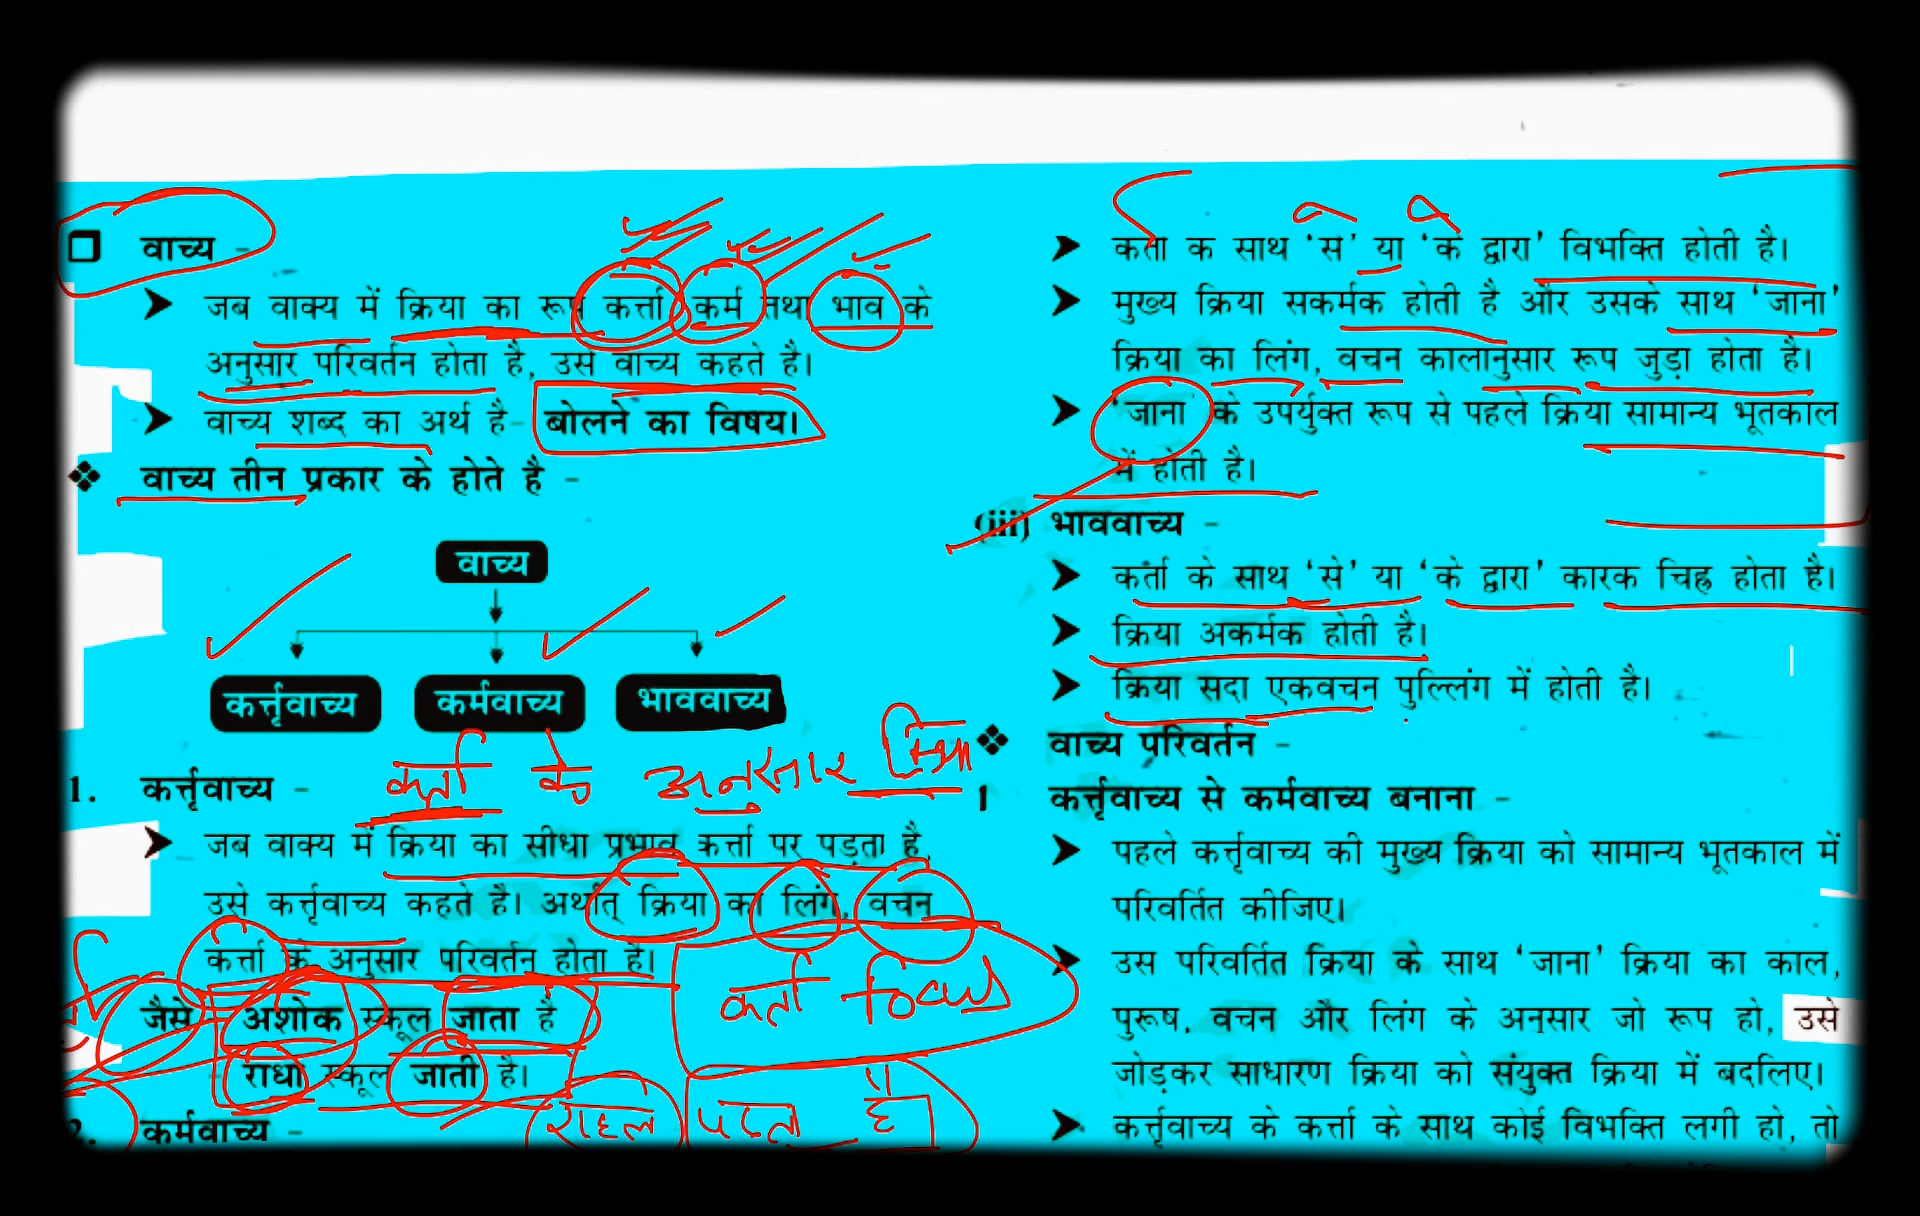 वाच्य -
जब वाक्य में क्रिया का रूप कर्त्ता कर्म तथा भाव के
अनुसार परिवर्तन होता है, उसे वाच्य कहते है।
वाच्य शब्द का अर्थ है- बोलने का विषय।
वाच्य तीन प्रकार के होते है -
वाच्य
कर्त्तृवाच्य कर्मवाच्य भाववाच्य
कर्ता के अनुसार क्रिया
1. कर्त्तृवाच्य -
जब वाक्य में क्रिया का सीधा प्रभाव कर्त्ता पर पड़ता है,
उसे कर्त्तृवाच्य कहते है। अर्थात् क्रिया का लिंग, वचन
कर्त्ता के अनुसार परिवर्तन होता है।
कर्ता focus
जैसे- अशोक स्कूल जाता है
- राधा स्कूल जाती है।
राहुल पढता है
2. कर्मवाच्य -
कर्ता के साथ 'से' या 'के द्वारा' विभक्ति होती है।
मुख्य क्रिया सकर्मक होती है और उसके साथ 'जाना'
क्रिया का लिंग, वचन कालानुसार रूप जुड़ा होता है।
'जाना' के उपर्युक्त रूप से पहले क्रिया सामान्य भूतकाल
में होती है।
(iii) भाववाच्य -
कर्ता के साथ 'से' या 'के द्वारा' कारक चिह्न होता है।
क्रिया अकर्मक होती है।
क्रिया सदा एकवचन पुल्लिंग में होती है।
वाच्य परिवर्तन -
1 कर्त्तृवाच्य से कर्मवाच्य बनाना -
पहले कर्त्तृवाच्य की मुख्य क्रिया को सामान्य भूतकाल में
परिवर्तित कीजिए।
उस परिवर्तित क्रिया के साथ 'जाना' क्रिया का काल,
पुरूष, वचन और लिंग के अनुसार जो रूप हो, उसे
जोड़कर साधारण क्रिया को संयुक्त क्रिया में बदलिए।
कर्त्तृवाच्य के कर्त्ता के साथ कोई विभक्ति लगी हो, तो